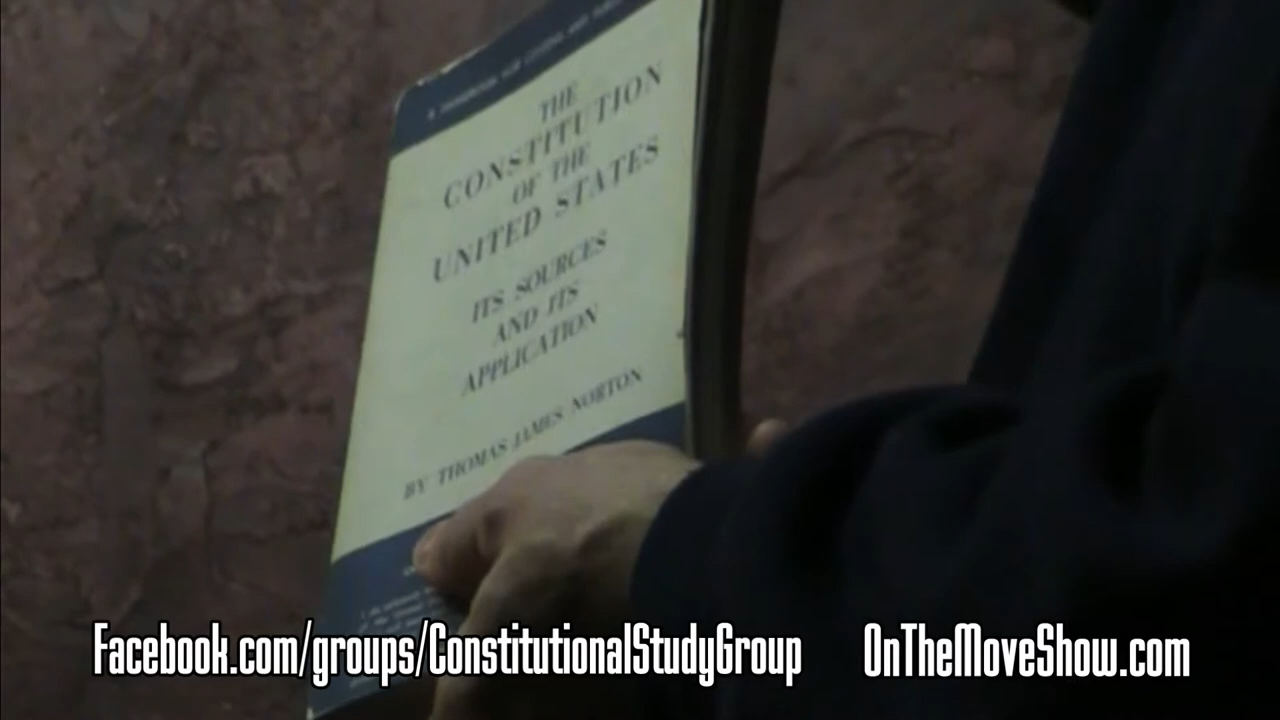 THE
CONSTITUTION
OF THE
UNITED STATES
ITS SOURCES
AND ITS
APPLICATION
BY THOMAS JAMES NORTON
Facebook.com/groups/ConstitutionalStudyGroup OnTheMoveShow.com